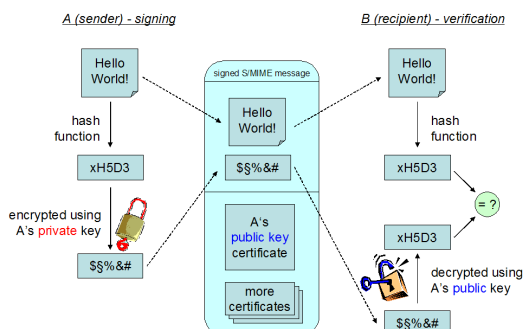 A (sender) - signing
Hello
World!
hash
function
xH5D3
encrypted using
A's private key
$§%&#
signed S/MIME message
Hello
World!
$§%&#
A's
public key
certificate
more
certificates
B (recipient) - verification
Hello
World!
hash
function
xH5D3
= ?
xH5D3
decrypted using
A's public key
$§%&#